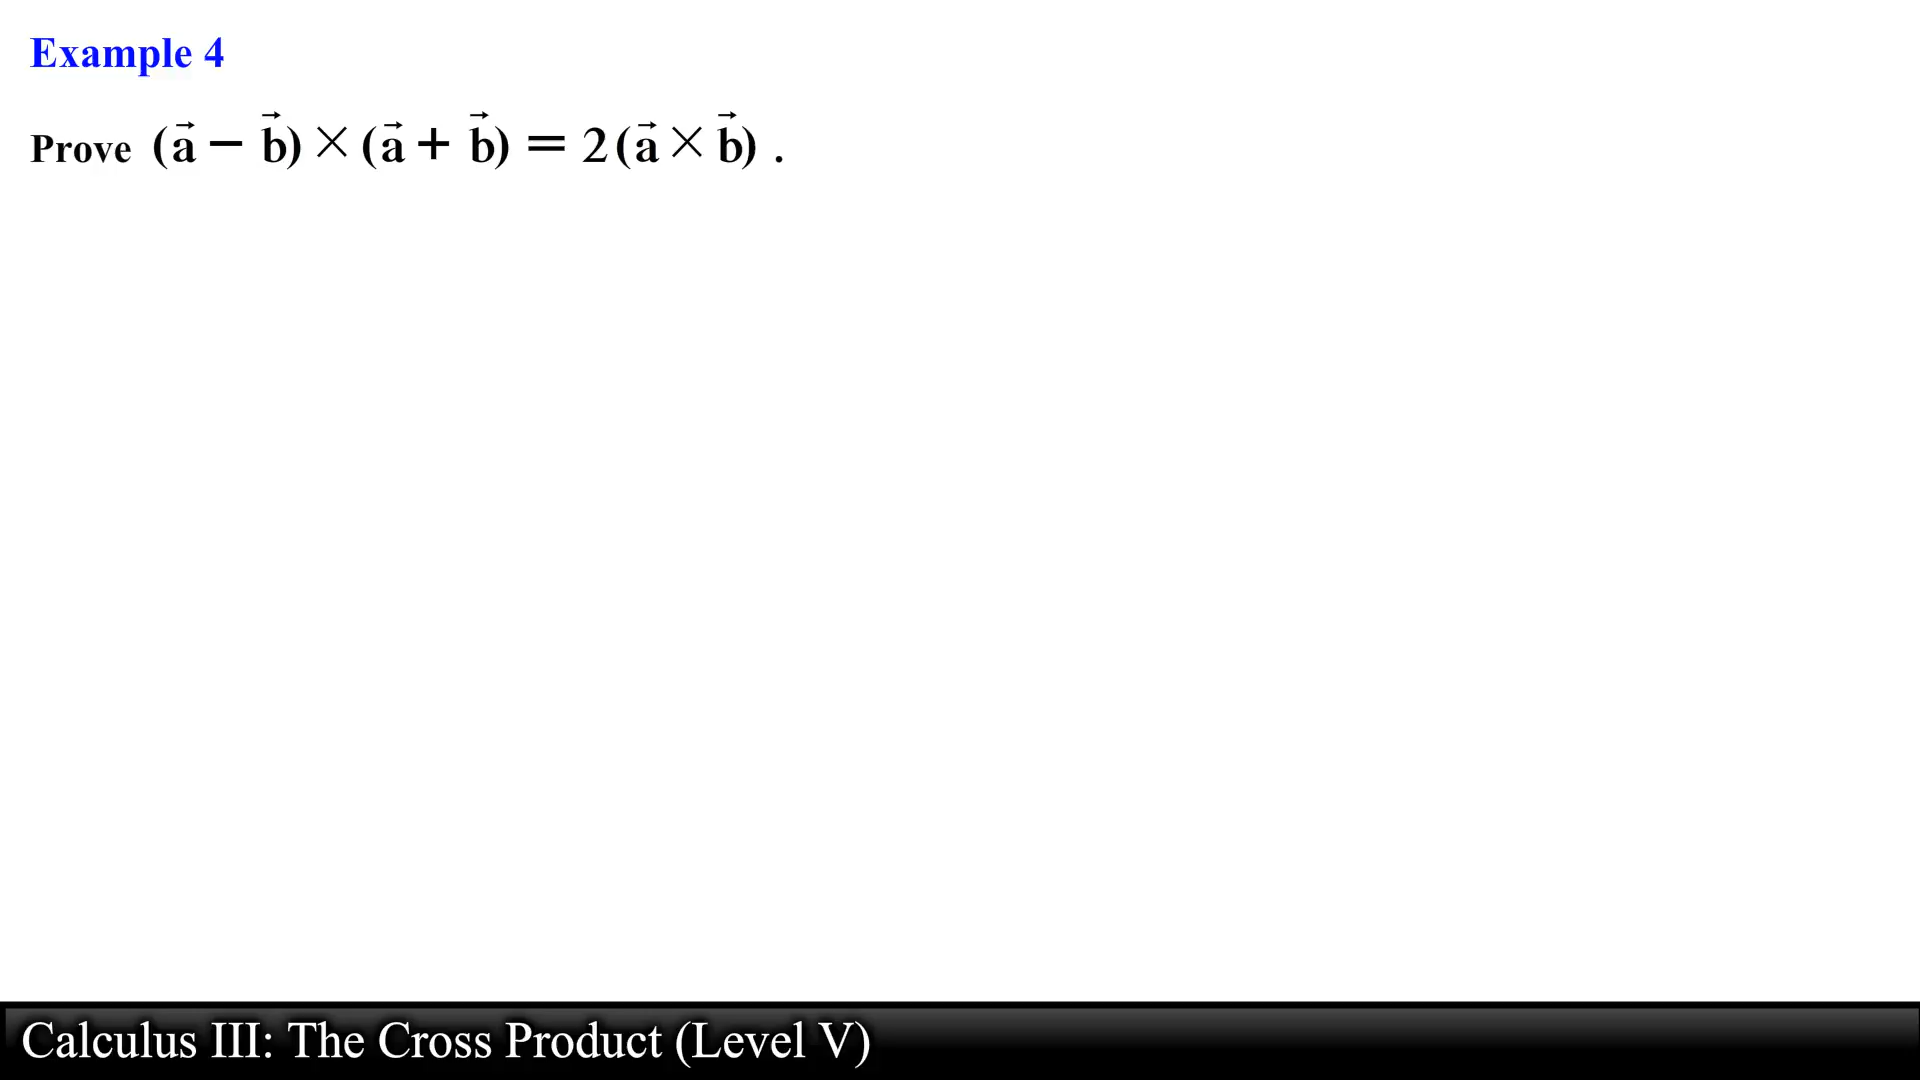 Example 4
Prove (a⃗ − b⃗) × (a⃗ + b⃗) = 2(a⃗ × b⃗) .
Calculus III: The Cross Product (Level V)